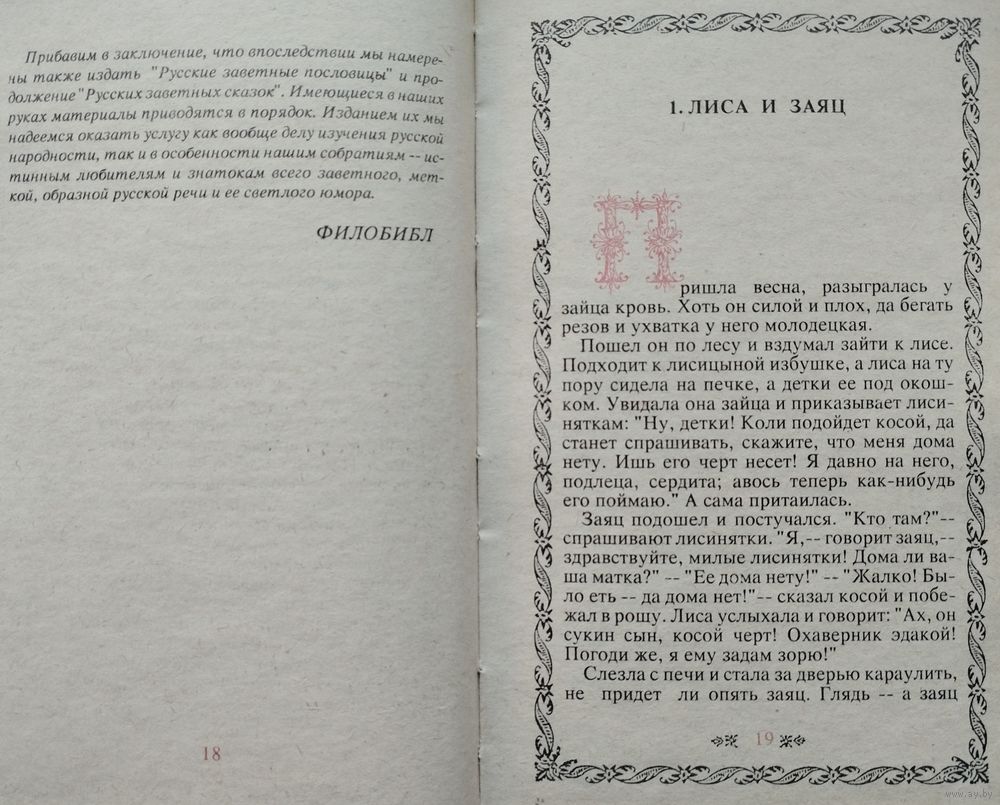 Прибавим в заключение, что впоследствии мы намере-
ны также издать "Русские заветные пословицы" и про-
должение "Русских заветных сказок". Имеющиеся в наших
руках материалы приводятся в порядок. Изданием их мы
надеемся оказать услугу как вообще делу изучения русской
народности, так и в особенности нашим собратиям -- ис-
тинным любителям и знатокам всего заветного, мет-
кой, образной русской речи и ее светлого юмора.
ФИЛОБИБЛ
18
1. ЛИСА И ЗАЯЦ
Пришла весна, разыгралась у
зайца кровь. Хоть он силой и плох, да бегать
резов и ухватка у него молодецкая.
Пошел он по лесу и вздумал зайти к лисе.
Подходит к лисицыной избушке, а лиса на ту
пору сидела на печке, а детки ее под окош-
ком. Увидала она зайца и приказывает лиси-
няткам: "Ну, детки! Коли подойдет косой, да
станет спрашивать, скажите, что меня дома
нету. Ишь его черт несет! Я давно на него,
подлеца, сердита; авось теперь как-нибудь
его поймаю." А сама притаилась.
Заяц подошел и постучался. "Кто там?"--
спрашивают лисинятки. "Я,-- говорит заяц,--
здравствуйте, милые лисинятки! Дома ли ва-
ша матка?" -- "Ее дома нету!" -- "Жалко! Бы-
ло еть -- да дома нет!"-- сказал косой и побе-
жал в рощу. Лиса услыхала и говорит: "Ах, он
сукин сын, косой черт! Охаверник эдакой!
Погоди же, я ему задам зорю!"
Слезла с печи и стала за дверью караулить,
не придет ли опять заяц. Глядь -- а заяц
19
www.ay.by